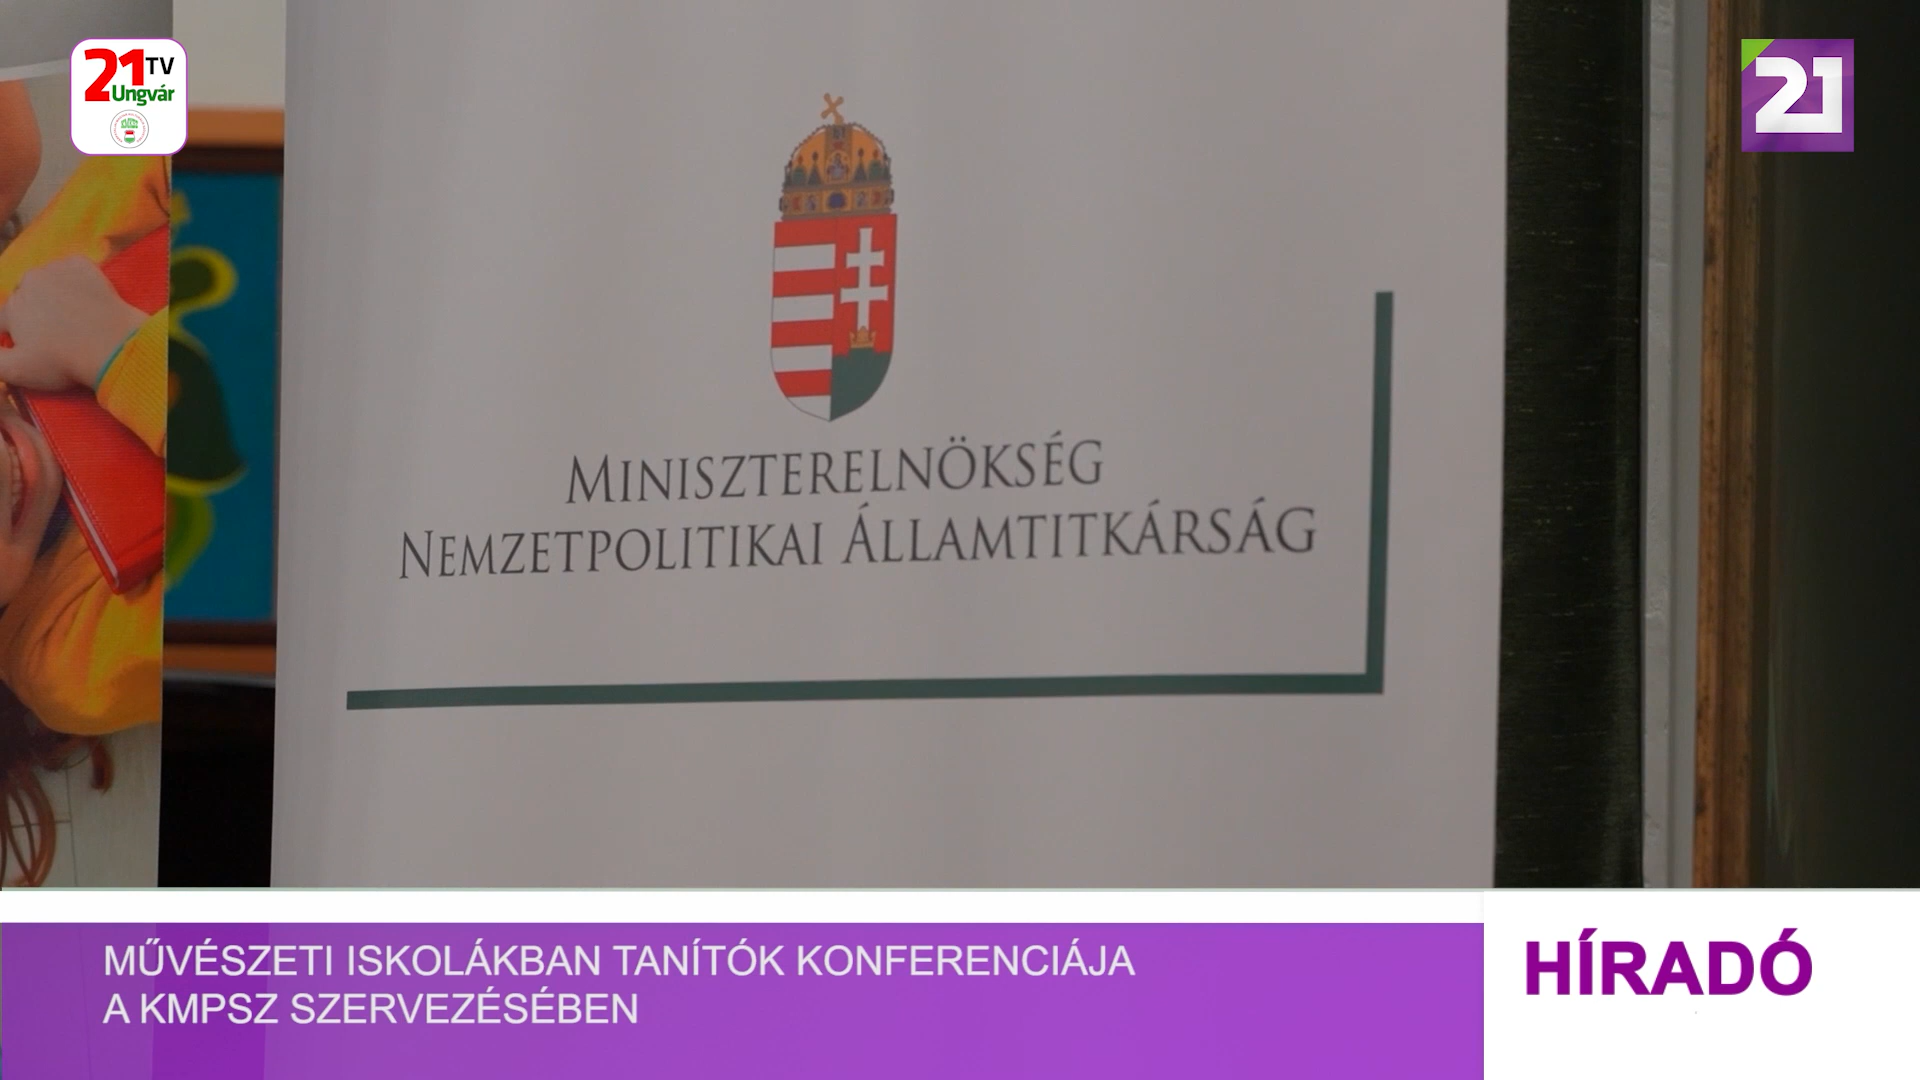 21 TV
Ungvár
21
MINISZTERELNÖKSÉG
NEMZETPOLITIKAI ÁLLAMTITKÁRSÁG
MŰVÉSZETI ISKOLÁKBAN TANÍTÓK KONFERENCIÁJA
A KMPSZ SZERVEZÉSÉBEN
HÍRADÓ